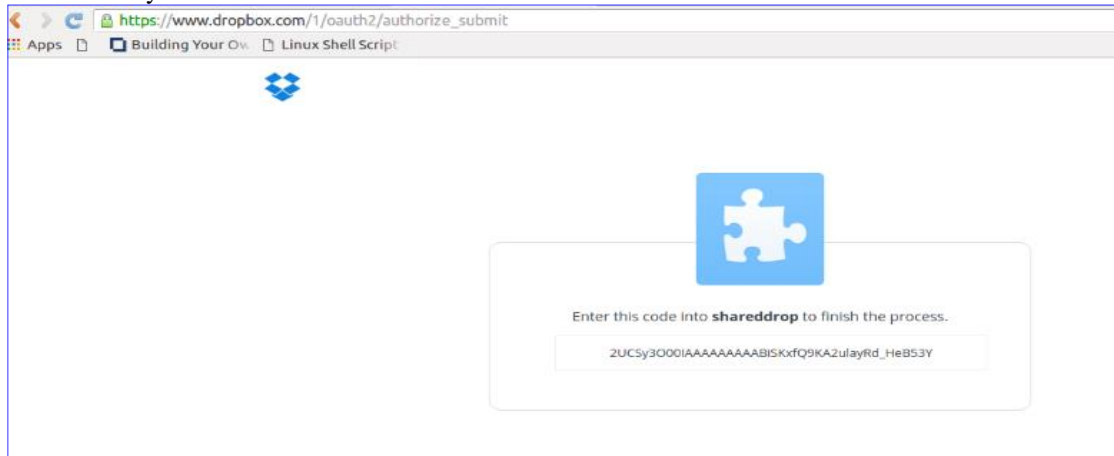 https://www.dropbox.com/1/oauth2/authorize_submit
Apps Building Your Ow Linux Shell Script
Enter this code into shareddrop to finish the process.
2UCSy3O00IAAAAAAAAABISKxfQ9KA2ulayRd_HeB53Y